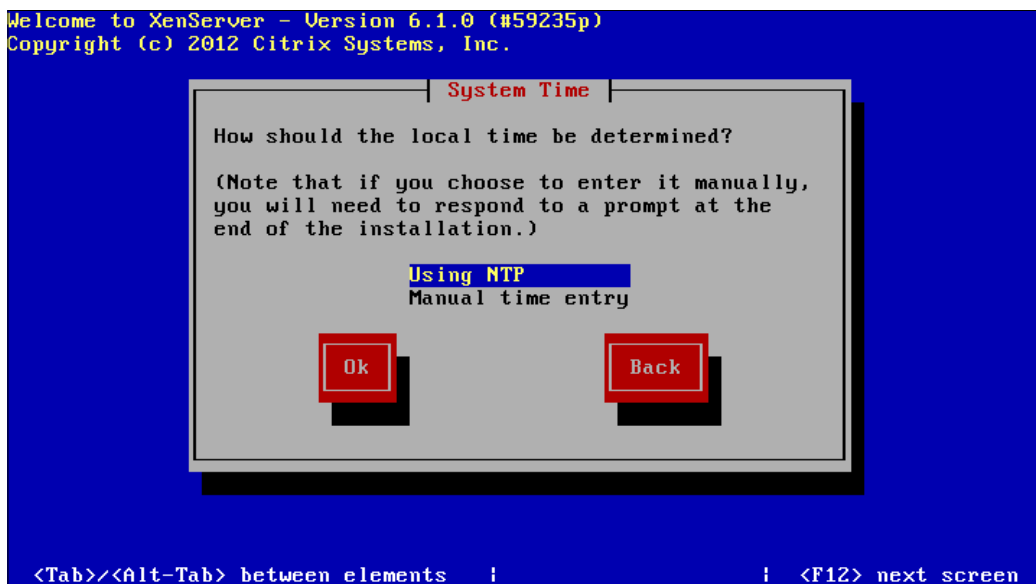 Welcome to XenServer - Version 6.1.0 (#59235p)
Copyright (c) 2012 Citrix Systems, Inc.
System Time
How should the local time be determined?
(Note that if you choose to enter it manually,
you will need to respond to a prompt at the
end of the installation.)
Using NTP
Manual time entry
Ok Back
<Tab>/<Alt-Tab> between elements | | <F12> next screen